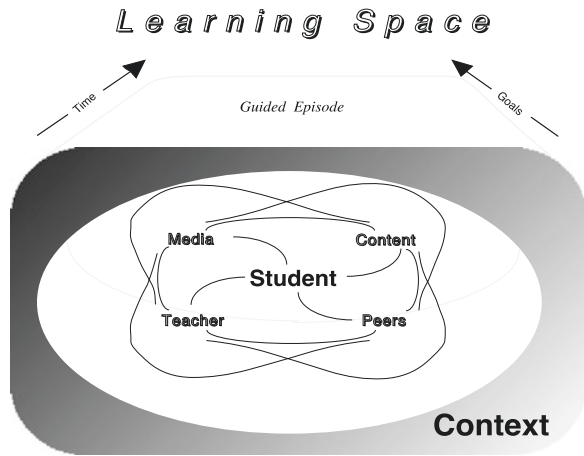 Learning Space
Time
Goals
Guided Episode
Media
Content
Student
Teacher
Peers
Context